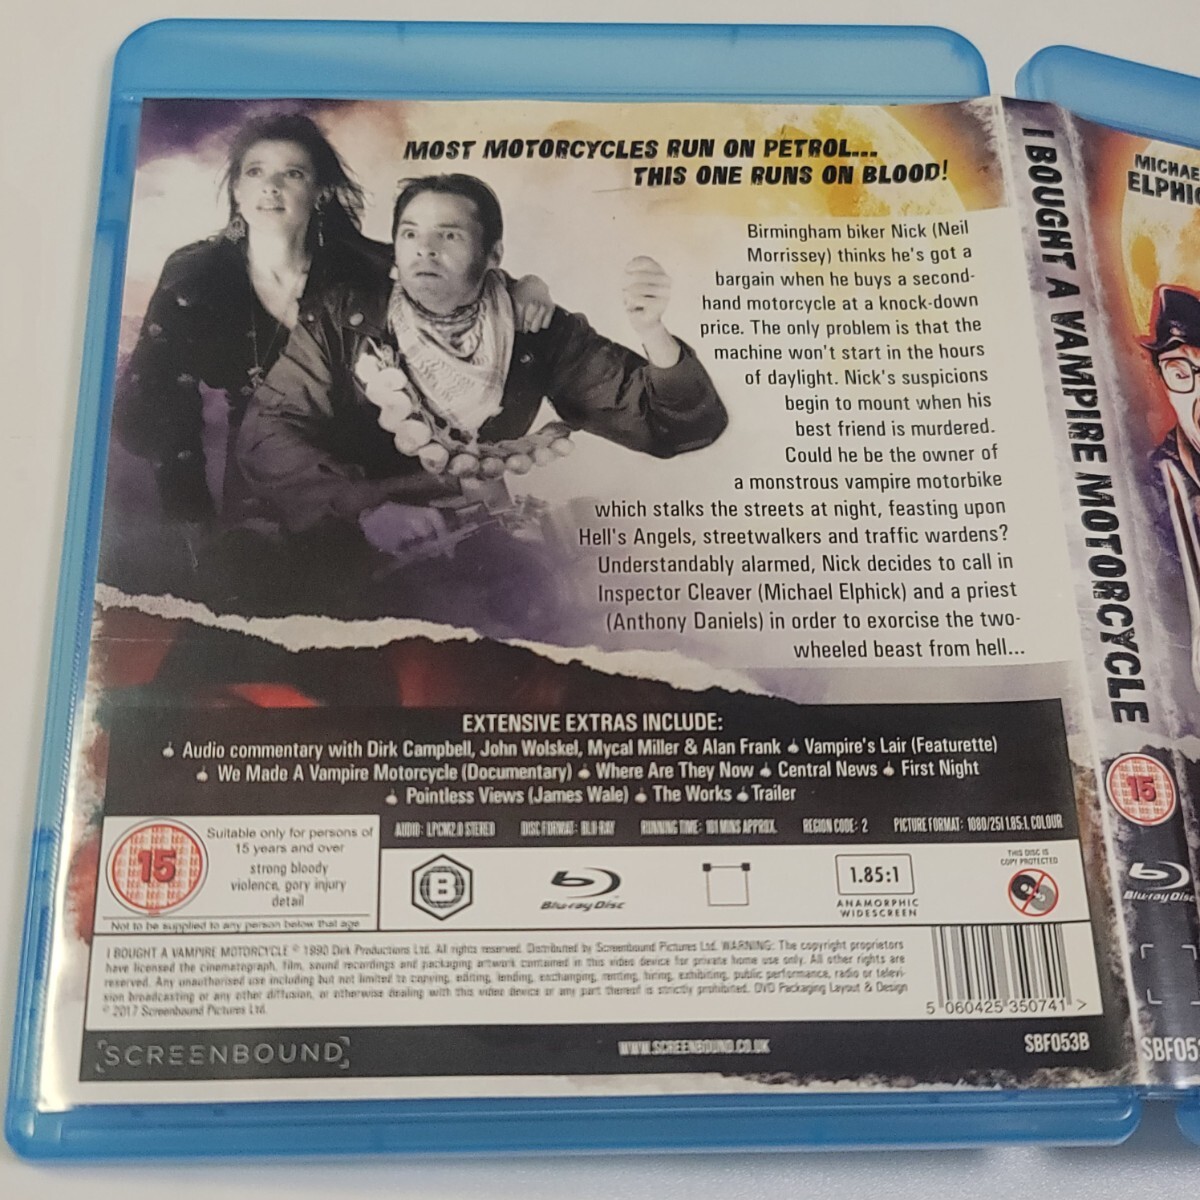 MOST MOTORCYCLES RUN ON PETROL...
THIS ONE RUNS ON BLOOD!
Birmingham biker Nick (Neil
Morrissey) thinks he's got a
bargain when he buys a second-
hand motorcycle at a knock-down
price. The only problem is that the
machine won't start in the hours
of daylight. Nick's suspicions
begin to mount when his
best friend is murdered.
Could he be the owner of
a monstrous vampire motorbike
which stalks the streets at night, feasting upon
Hell's Angels, streetwalkers and traffic wardens?
Understandably alarmed, Nick decides to call in
Inspector Cleaver (Michael Elphick) and a priest
(Anthony Daniels) in order to exorcise the two-
wheeled beast from hell...
EXTENSIVE EXTRAS INCLUDE:
Audio commentary with Dirk Campbell, John Wolskel, Mycal Miller & Alan Frank Vampire's Lair (Featurette)
We Made A Vampire Motorcycle (Documentary) Where Are They Now Central News First Night
Pointless Views (James Wale) The Works Trailer
AUDIO: LPCM2.0 STEREO DISC FORMAT: BLU-RAY RUNNING TIME: 101 MINS APPROX. REGION CODE: 2 PICTURE FORMAT: 1080/25I 1.85:1. COLOUR
15
Suitable only for persons of
15 years and over
strong bloody
violence, gory injury
detail
Not to be supplied to any person below that age
B
Blu-ray Disc
1.85:1
ANAMORPHIC
WIDESCREEN
THIS DISC IS
COPY PROTECTED
I BOUGHT A VAMPIRE MOTORCYCLE © 1990 Dirk Productions Ltd. All rights reserved. Distributed by Screenbound Pictures Ltd. WARNING: The copyright proprietors
have licensed the cinematograph, film, sound recordings and packaging artwork contained in this video device for private home use only. All other rights are
reserved. Any unauthorised use including but not limited to copying, editing, lending, exchanging, renting, hiring, exhibiting, public performance, radio or televi-
sion broadcasting or any other diffusion, or otherwise dealing with this video device or any part thereof is strictly prohibited. DVD Packaging Layout & Design
© 2017 Screenbound Pictures Ltd.
5 060425 350741 >
SCREENBOUND
WWW.SCREENBOUND.CO.UK
SBF053B
I BOUGHT A VAMPIRE MOTORCYCLE
15
Blu-ray Disc
SBF05
MICHAE
ELPHIC